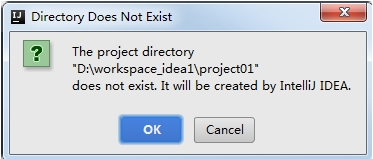 Directory Does Not Exist
The project directory
"D:\workspace_idea1\project01"
does not exist. It will be created by IntelliJ IDEA.
OK
Cancel